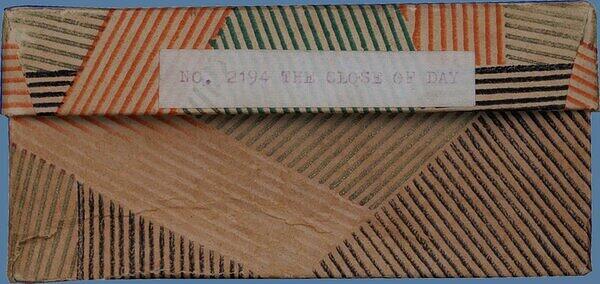 NO. 2194 THE CLOSE OF DAY